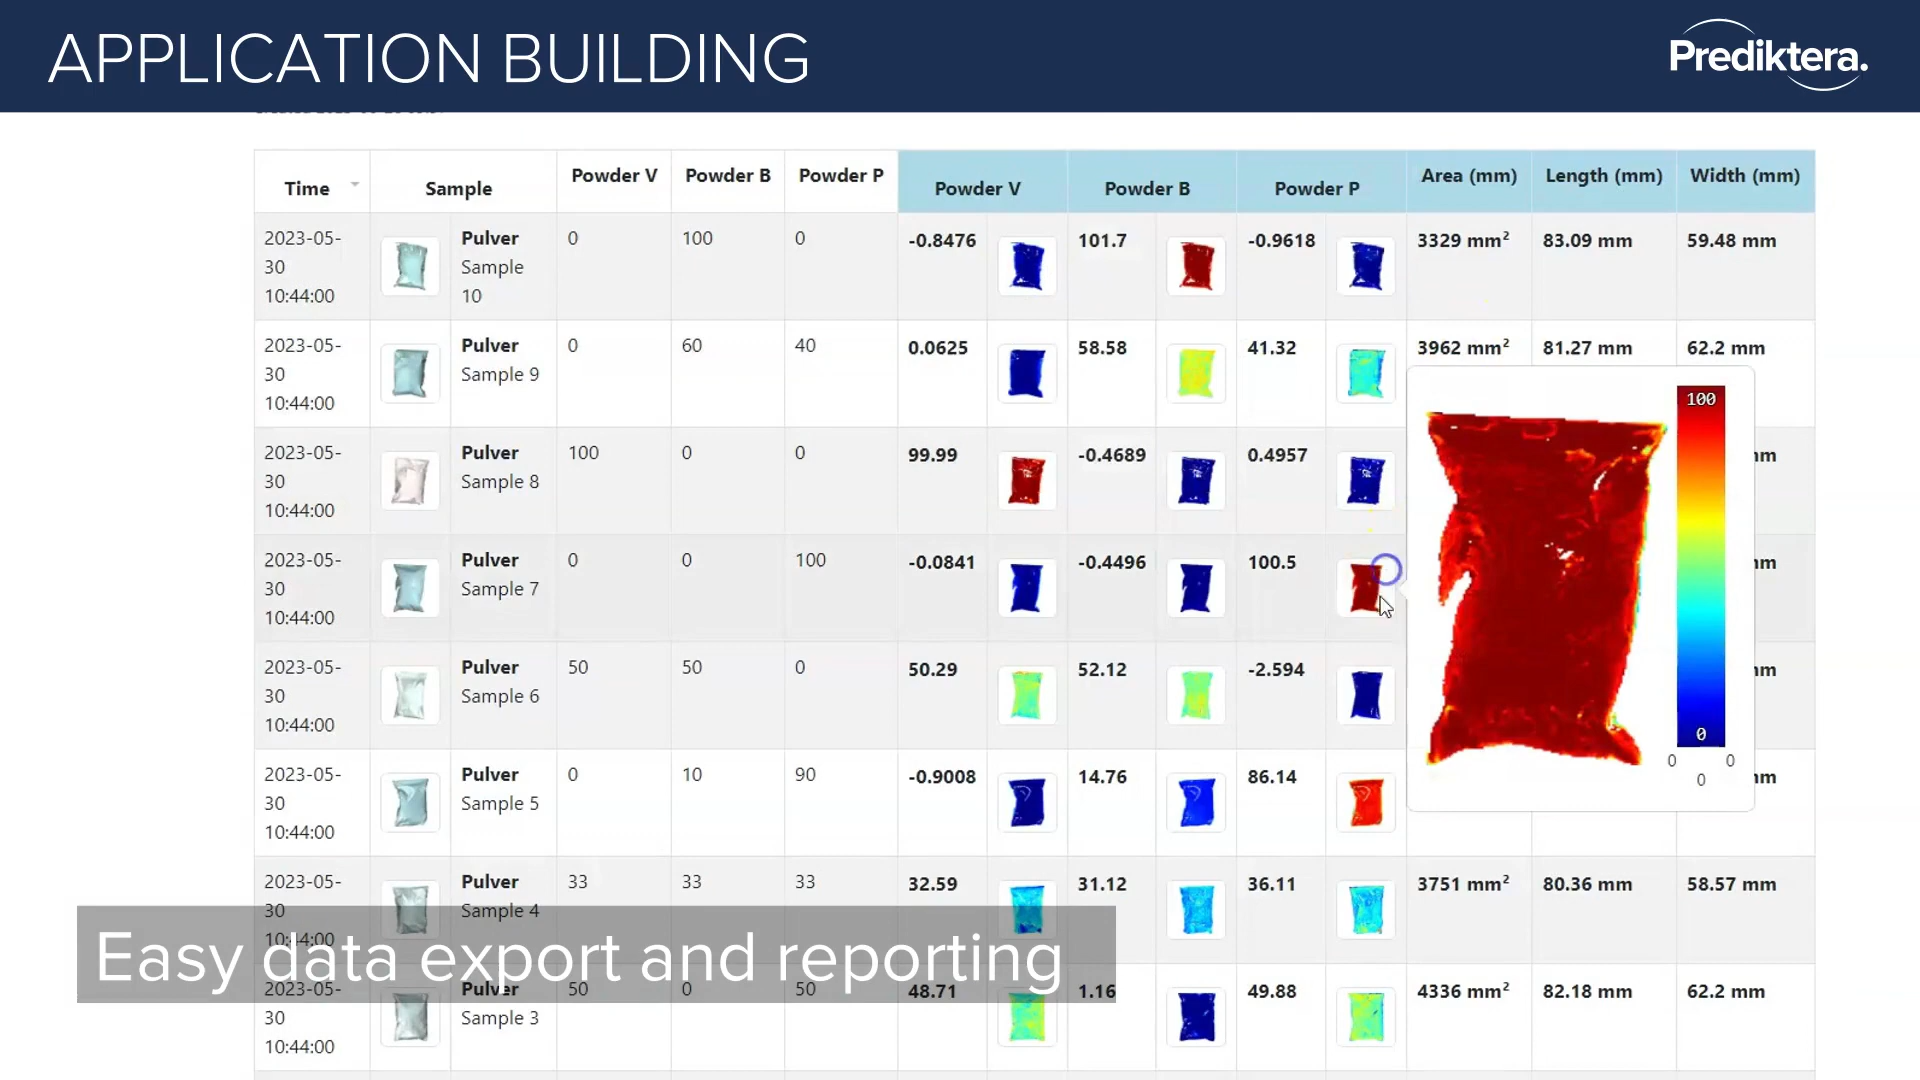 APPLICATION BUILDING
Prediktera.
Time Sample Powder V Powder B Powder P Powder V Powder B Powder P Area (mm) Length (mm) Width (mm)
2023-05- Pulver 0 100 0 -0.8476 101.7 -0.9618 3329 mm² 83.09 mm 59.48 mm
30 Sample
10:44:00 10
2023-05- Pulver 0 60 40 0.0625 58.58 41.32 3962 mm² 81.27 mm 62.2 mm
30 Sample 9
10:44:00
2023-05- Pulver 100 0 0 99.99 -0.4689 0.4957
30 Sample 8
10:44:00
2023-05- Pulver 0 0 100 -0.0841 -0.4496 100.5
30 Sample 7
10:44:00
2023-05- Pulver 50 50 0 50.29 52.12 -2.594
30 Sample 6
10:44:00
2023-05- Pulver 0 10 90 -0.9008 14.76 86.14
30 Sample 5
10:44:00
100
0
0 0
0
2023-05- Pulver 33 33 33 32.59 31.12 36.11 3751 mm² 80.36 mm 58.57 mm
30 Sample 4
10:44:00
Easy data export and reporting
2023-05- Pulver 50 0 50 48.71 1.16 49.88 4336 mm² 82.18 mm 62.2 mm
30 Sample 3
10:44:00